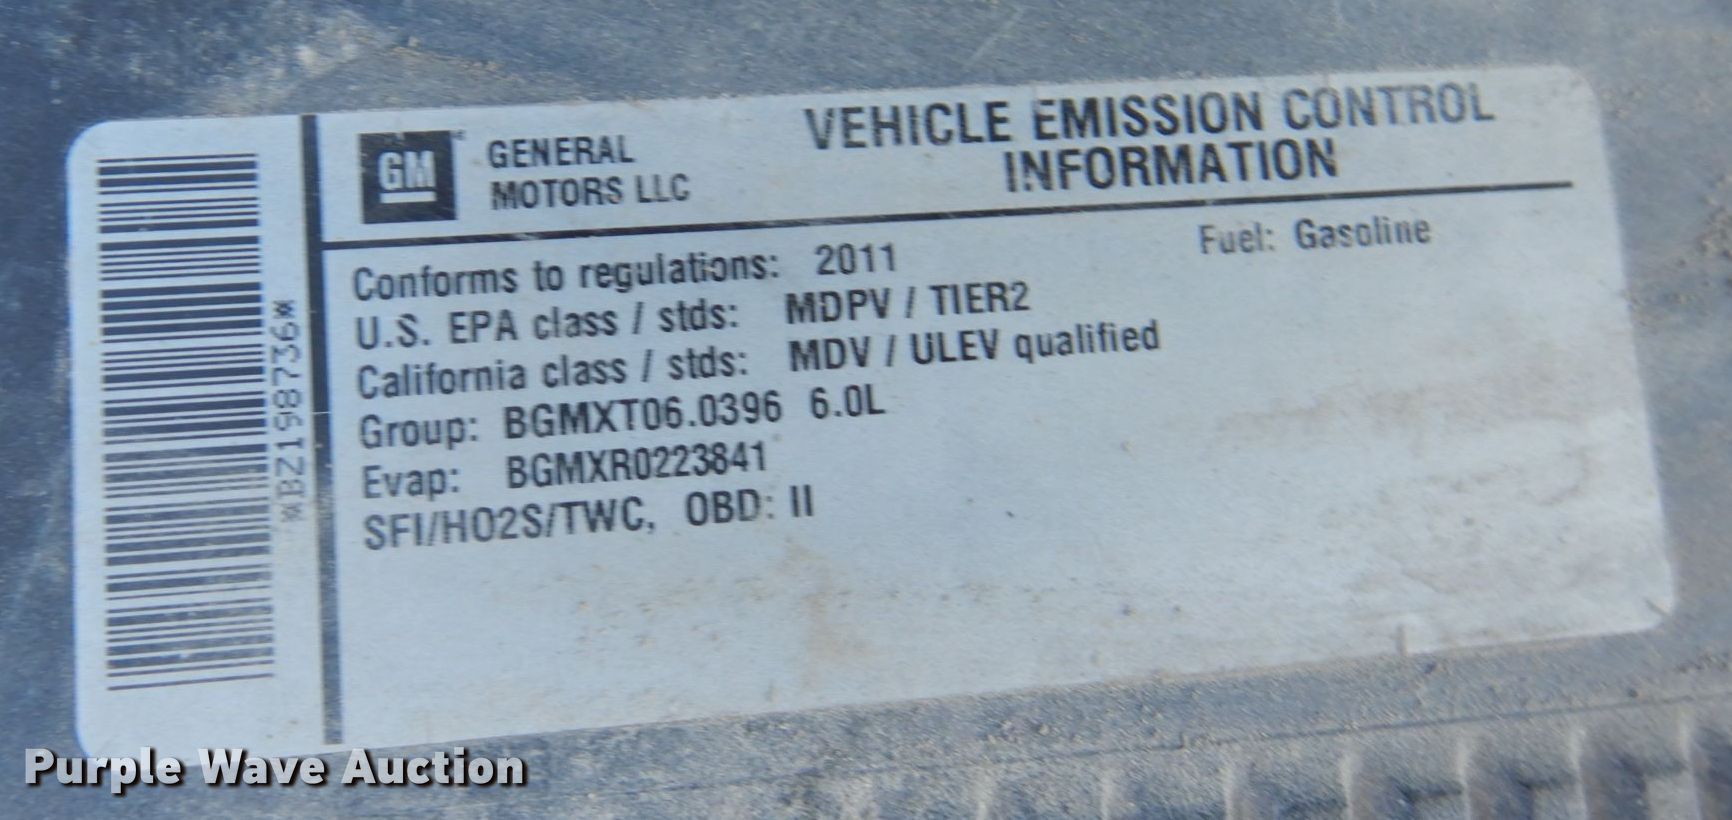 GM
GENERAL
MOTORS LLC
VEHICLE EMISSION CONTROL
INFORMATION
Fuel: Gasoline
Conforms to regulations: 2011
U.S. EPA class / stds: MDPV / TIER2
California class / stds: MDV / ULEV qualified
Group: BGMXT06.0396 6.0L
Evap: BGMXR0223841
SFI/HO2S/TWC, OBD: II
*BZ198736*
Purple Wave Auction